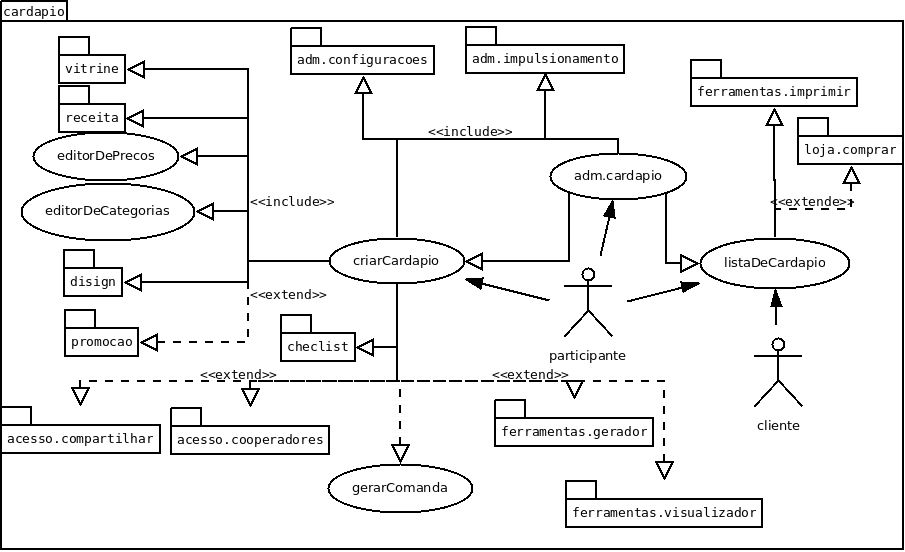 cardapio
vitrine
adm.configuracoes
adm.impulsionamento
ferramentas.imprimir
receita
<<include>>
loja.comprar
editorDePrecos
adm.cardapio
editorDeCategorias
<<include>>
<<extende>>
criarCardapio
listaDeCardapio
disign
<<extend>>
promocao
checlist
participante
<<extend>>
<<extend>>
cliente
acesso.compartilhar
acesso.cooperadores
ferramentas.gerador
gerarComanda
ferramentas.visualizador